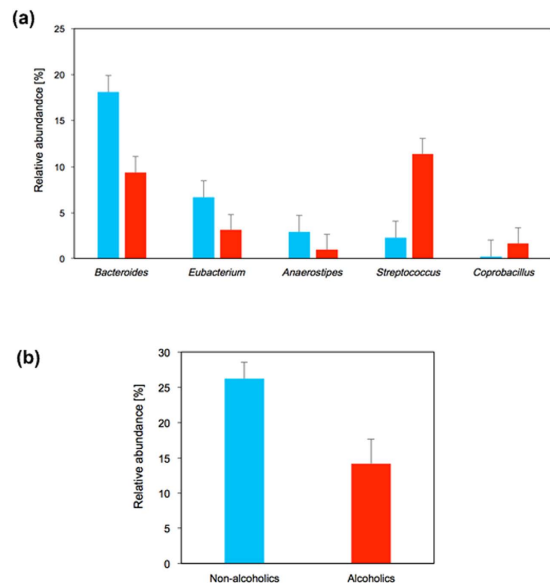 (a)
Relative abundandce [%]
25
20
15
10
5
0
Bacteroides Eubacterium Anaerostipes Streptococcus Coprobacillus
(b)
Relative abundance [%]
30
25
20
15
10
5
0
Non-alcoholics Alcoholics